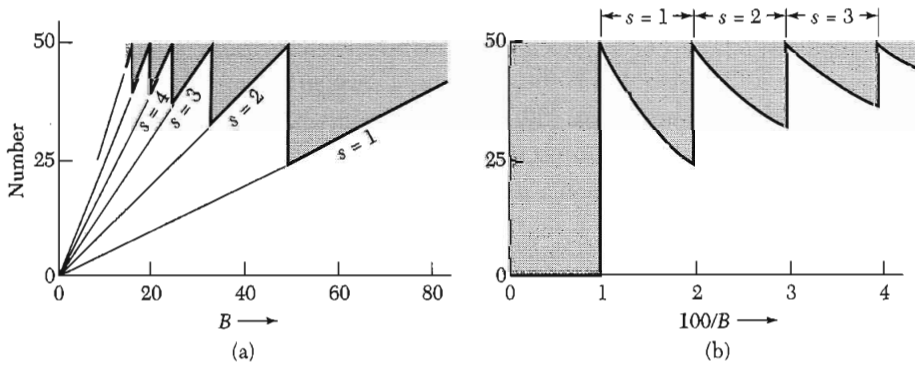 s = 1
s = 2
s = 3
50
25
0
Number
s = 4
s = 3
s = 2
s = 1
0
20
40
60
80
B
(a)
50
25
0
0
1
2
3
4
100/B
(b)